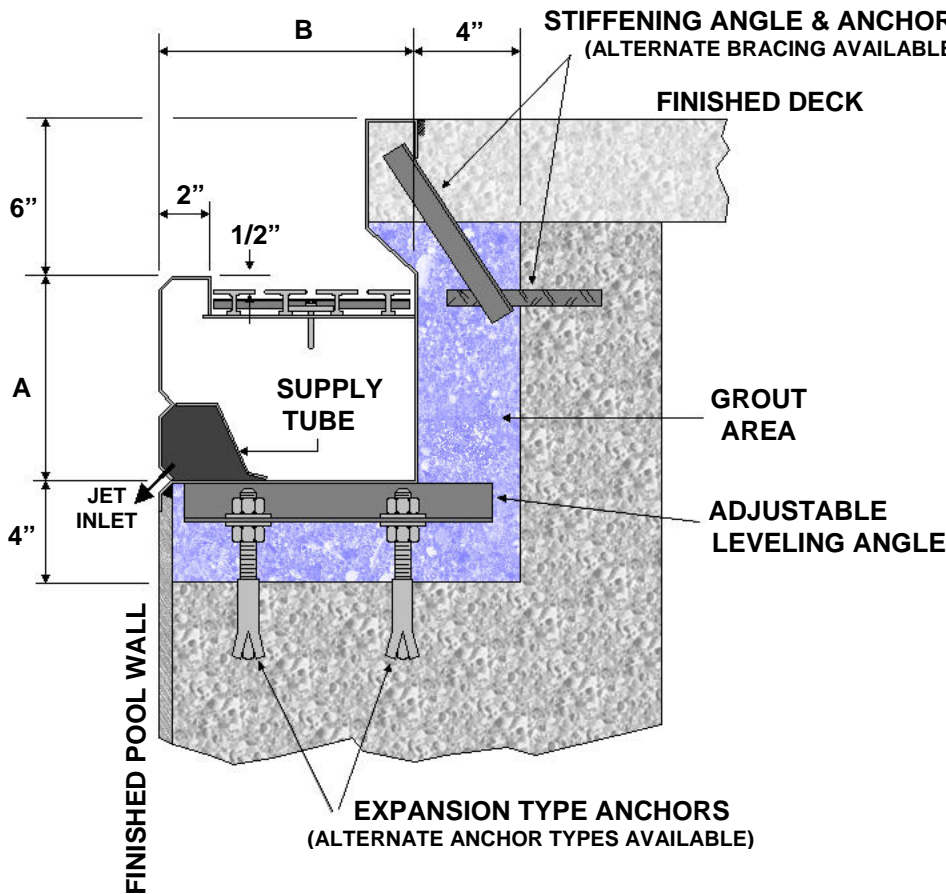 B
4”
STIFFENING ANGLE & ANCHOR
(ALTERNATE BRACING AVAILABLE
FINISHED DECK
6”
2”
1/2”
A
SUPPLY
TUBE
GROUT
AREA
JET
INLET
4”
ADJUSTABLE
LEVELING ANGLE
FINISHED POOL WALL
EXPANSION TYPE ANCHORS
(ALTERNATE ANCHOR TYPES AVAILABLE)